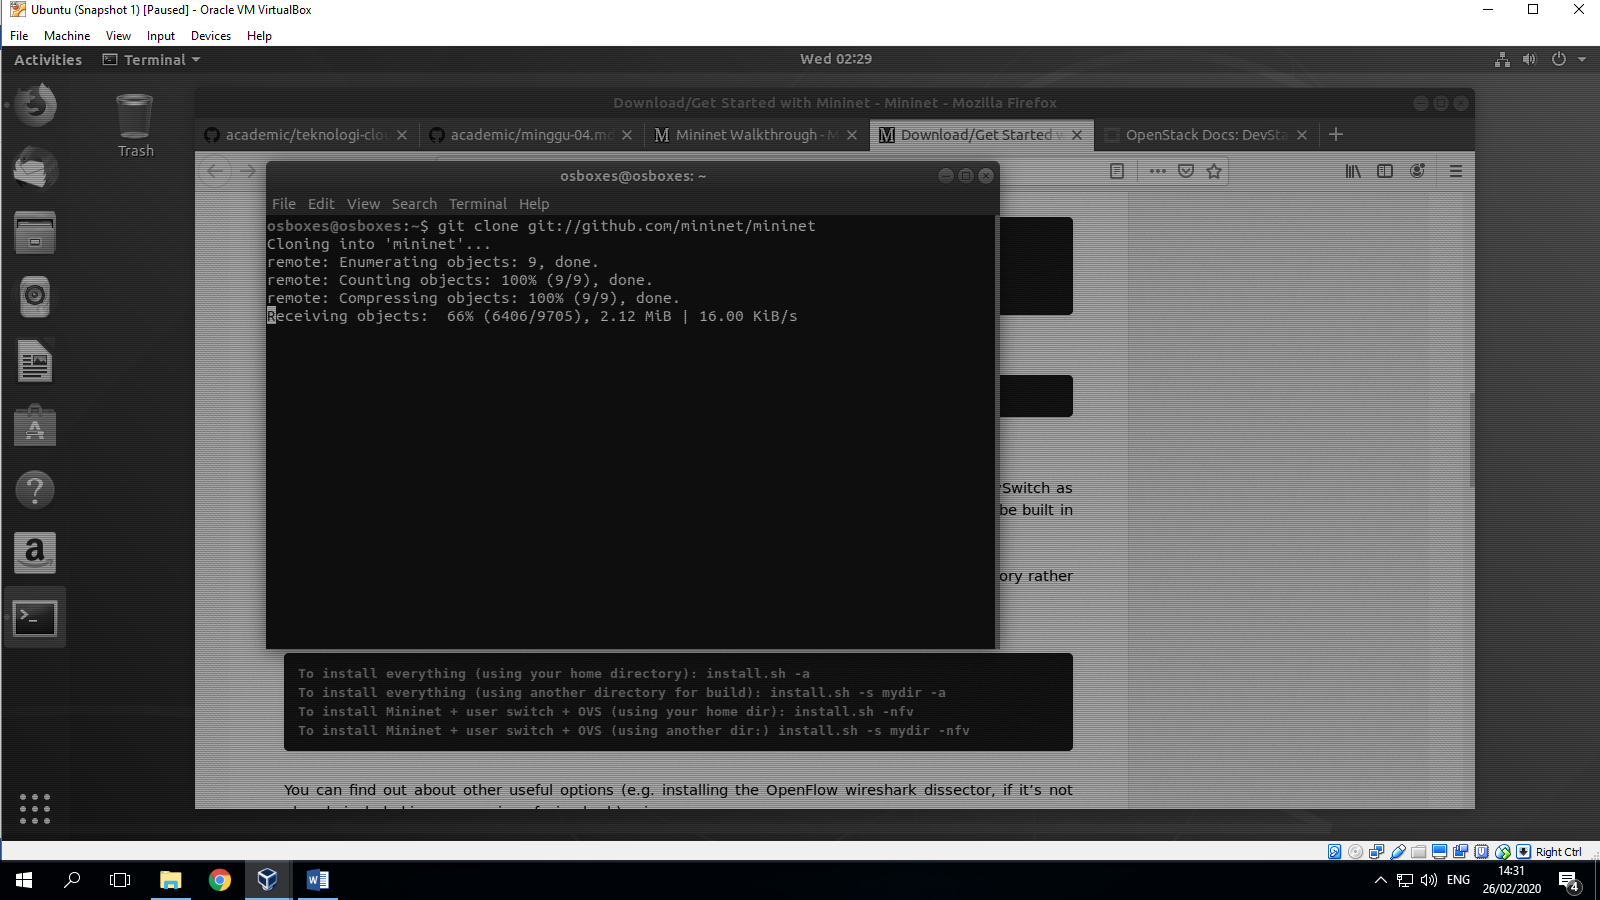 Ubuntu (Snapshot 1) [Paused] - Oracle VM VirtualBox
File Machine View Input Devices Help
Activities Terminal Wed 02:29
Trash
Download/Get Started with Mininet - Mininet - Mozilla Firefox
academic/teknologi-clou academic/minggu-04.md Mininet Walkthrough - M Download/Get Started w OpenStack Docs: DevSta
osboxes@osboxes: ~
File Edit View Search Terminal Help
osboxes@osboxes:~$ git clone git://github.com/mininet/mininet
Cloning into 'mininet'...
remote: Enumerating objects: 9, done.
remote: Counting objects: 100% (9/9), done.
remote: Compressing objects: 100% (9/9), done.
Receiving objects:  66% (6406/9705), 2.12 MiB | 16.00 KiB/s
Switch as
be built in
ory rather
To install everything (using your home directory): install.sh -a
To install everything (using another directory for build): install.sh -s mydir -a
To install Mininet + user switch + OVS (using your home dir): install.sh -nfv
To install Mininet + user switch + OVS (using another dir:) install.sh -s mydir -nfv
You can find out about other useful options (e.g. installing the OpenFlow wireshark dissector, if it's not
Right Ctrl
ENG
14:31
26/02/2020
4